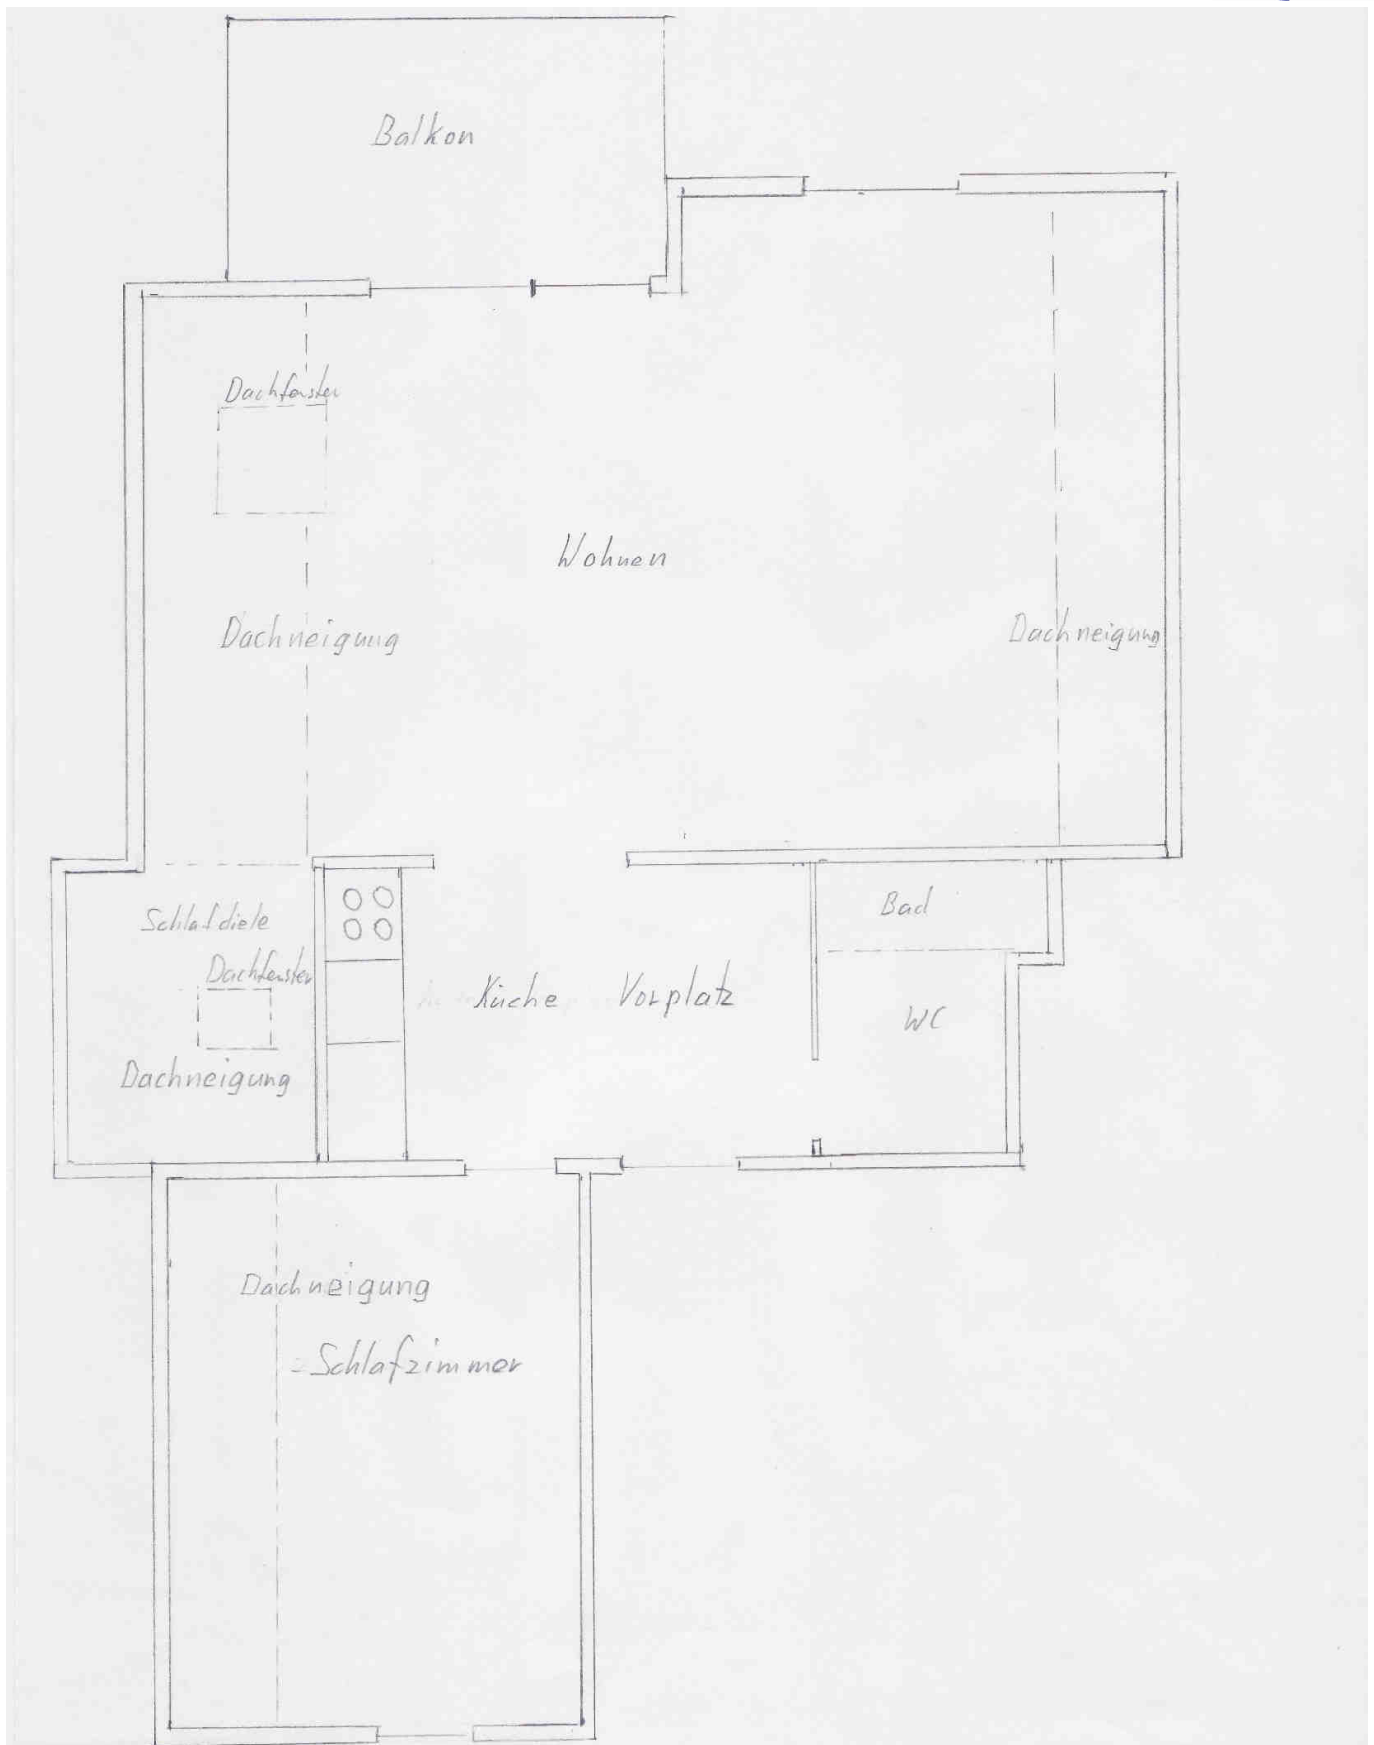 Balkon
Dachfenster
Wohnen
Dachneigung
Dachneigung
Schlafdiele
Bad
Dachfenster
Küche
Vorplatz
WC
Dachneigung
Dachneigung
Schlafzimmer